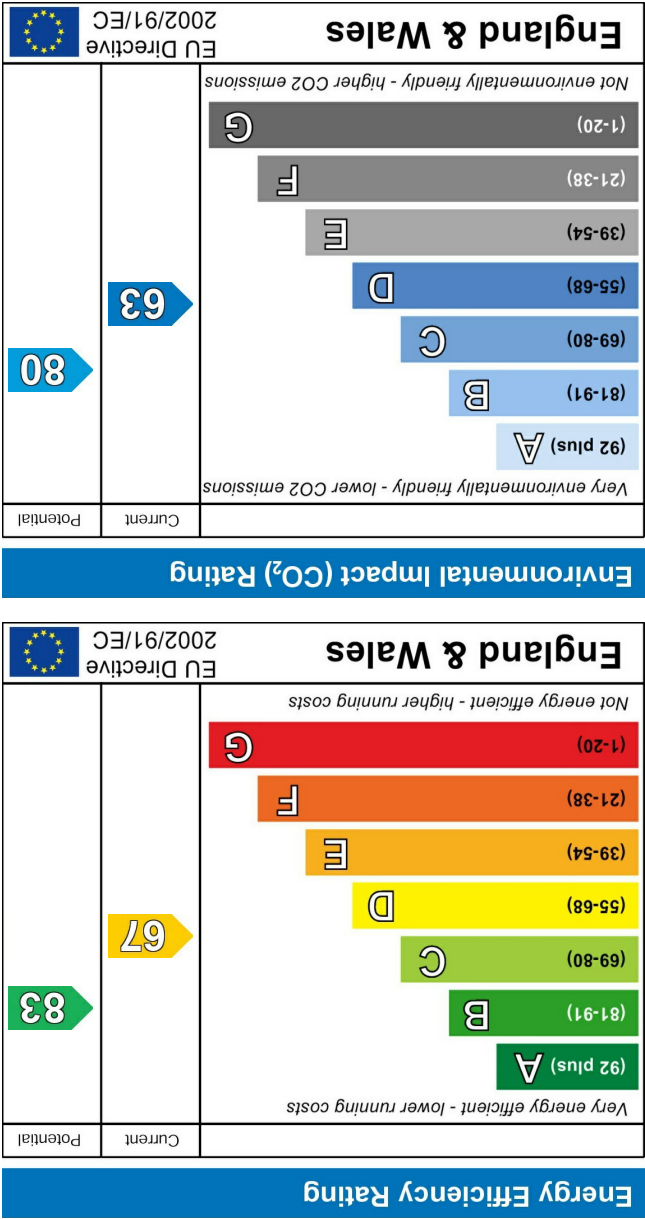 Energy Efficiency Rating
Current Potential
Very energy efficient - lower running costs
(92 plus) A
(81-91) B
83
(69-80) C
67
(55-68) D
(39-54) E
(21-38) F
(1-20) G
Not energy efficient - higher running costs
England & Wales
EU Directive
2002/91/EC
Environmental Impact (CO₂) Rating
Current Potential
Very environmentally friendly - lower CO2 emissions
(92 plus) A
(81-91) B
(69-80) C
80
(55-68) D
63
(39-54) E
(21-38) F
(1-20) G
Not environmentally friendly - higher CO2 emissions
England & Wales
EU Directive
2002/91/EC